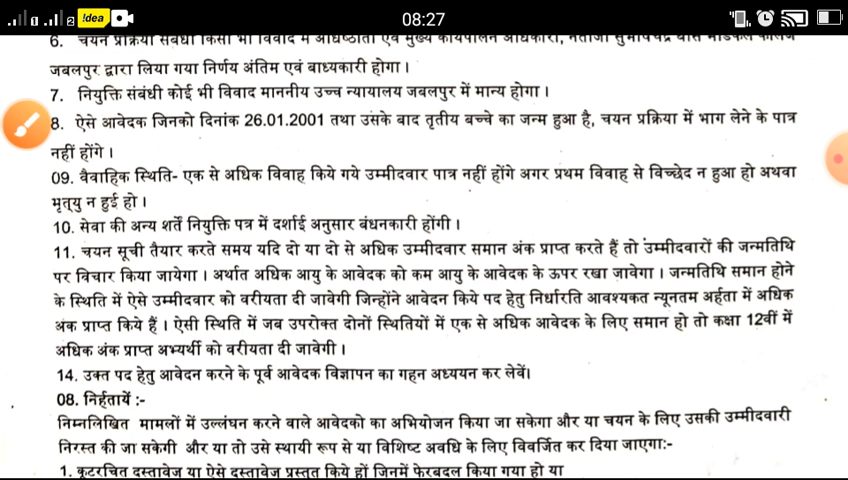 !dea
08:27
6. चयन प्रक्रिया संबंधी किसी भी विवाद में अधिष्ठाता एवं मुख्य कार्यपालन अधिकारी, नेताजी सुभाषचंद्र बोस मेडिकल कॉलेज
जबलपुर द्वारा लिया गया निर्णय अंतिम एवं बाध्यकारी होगा।
7. नियुक्ति संबंधी कोई भी विवाद माननीय उच्च न्यायालय जबलपुर में मान्य होगा।
8. ऐसे आवेदक जिनको दिनांक 26.01.2001 तथा उसके बाद तृतीय बच्चे का जन्म हुआ है, चयन प्रक्रिया में भाग लेने के पात्र
नहीं होंगे।
09. वैवाहिक स्थिति- एक से अधिक विवाह किये गये उम्मीदवार पात्र नहीं होंगे अगर प्रथम विवाह से विच्छेद न हुआ हो अथवा
मृत्यु न हुई हो।
10. सेवा की अन्य शर्तें नियुक्ति पत्र में दर्शाई अनुसार बंधनकारी होंगी।
11. चयन सूची तैयार करते समय यदि दो या दो से अधिक उम्मीदवार समान अंक प्राप्त करते हैं तो उम्मीदवारों की जन्मतिथि
पर विचार किया जायेगा। अर्थात अधिक आयु के आवेदक को कम आयु के आवेदक के ऊपर रखा जावेगा। जन्मतिथि समान होने
के स्थिति में ऐसे उम्मीदवार को वरीयता दी जावेगी जिन्होंने आवेदन किये पद हेतु निर्धारति आवश्यकत न्यूनतम अर्हता में अधिक
अंक प्राप्त किये हैं। ऐसी स्थिति में जब उपरोक्त दोनों स्थितियों में एक से अधिक आवेदक के लिए समान हो तो कक्षा 12वीं में
अधिक अंक प्राप्त अभ्यर्थी को वरीयता दी जावेगी।
14. उक्त पद हेतु आवेदन करने के पूर्व आवेदक विज्ञापन का गहन अध्ययन कर लेवें।
08. निर्हतायें :-
निम्नलिखित मामलों में उल्लंघन करने वाले आवेदको का अभियोजन किया जा सकेगा और या चयन के लिए उसकी उम्मीदवारी
निरस्त की जा सकेगी और या तो उसे स्थायी रूप से या विशिष्ट अवधि के लिए विवर्जित कर दिया जाएगा:-
1. कूटरचित दस्तावेज या ऐसे दस्तावेज प्रस्तुत किये हों जिनमें फेरबदल किया गया हो या